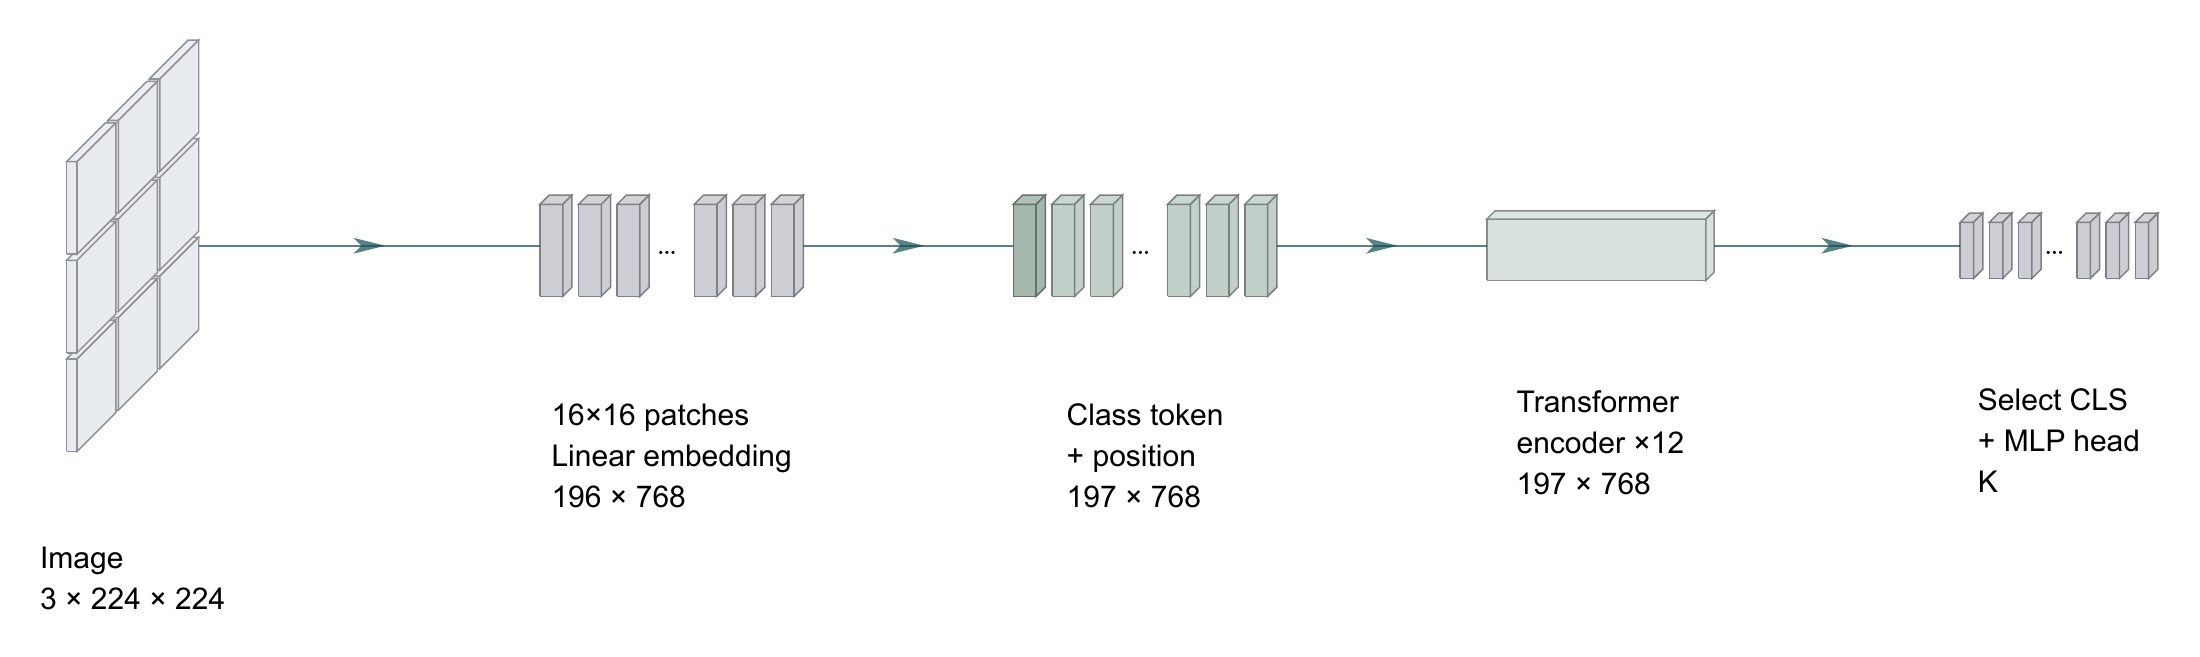 Image
3 × 224 × 224
16×16 patches
Linear embedding
196 × 768
...
Class token
+ position
197 × 768
...
Transformer
encoder ×12
197 × 768
Select CLS
+ MLP head
K
...